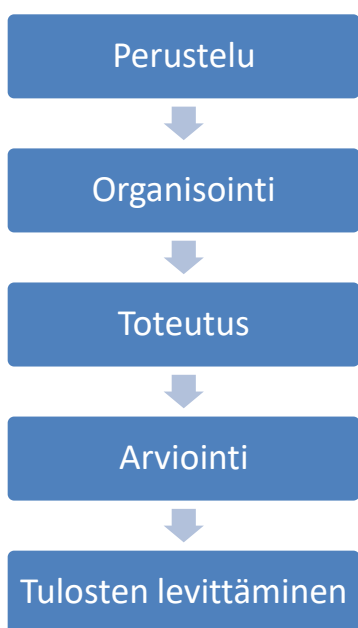 Perustelu
Organisointi
Toteutus
Arviointi
Tulosten levittäminen